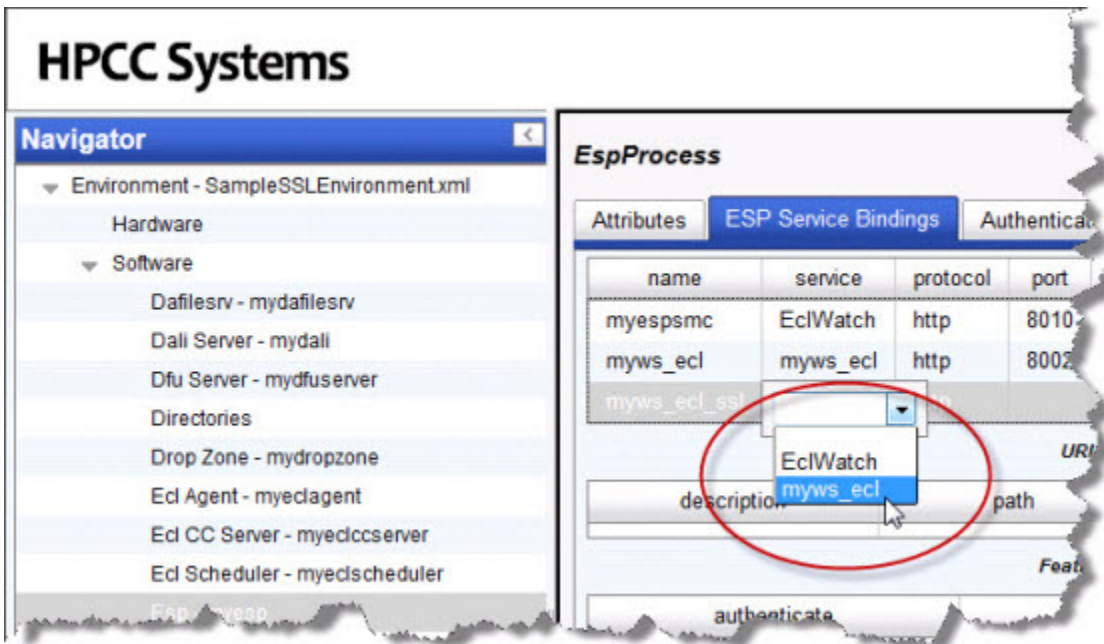 HPCC Systems
Navigator
Environment - SampleSSLEnvironment.xml
Hardware
Software
Dafilesrv - mydafilesrv
Dali Server - mydali
Dfu Server - mydfuserver
Directories
Drop Zone - mydropzone
Ecl Agent - myeclagent
Ecl CC Server - myeclccserver
Ecl Scheduler - myeclscheduler
Esp - myesp
EspProcess
Attributes ESP Service Bindings
name service protocol port
myespsmc EclWatch http 8010
myws_ecl myws_ecl http 8002
myws_ecl_ssl
EclWatch
myws_ecl
description path
authenticate